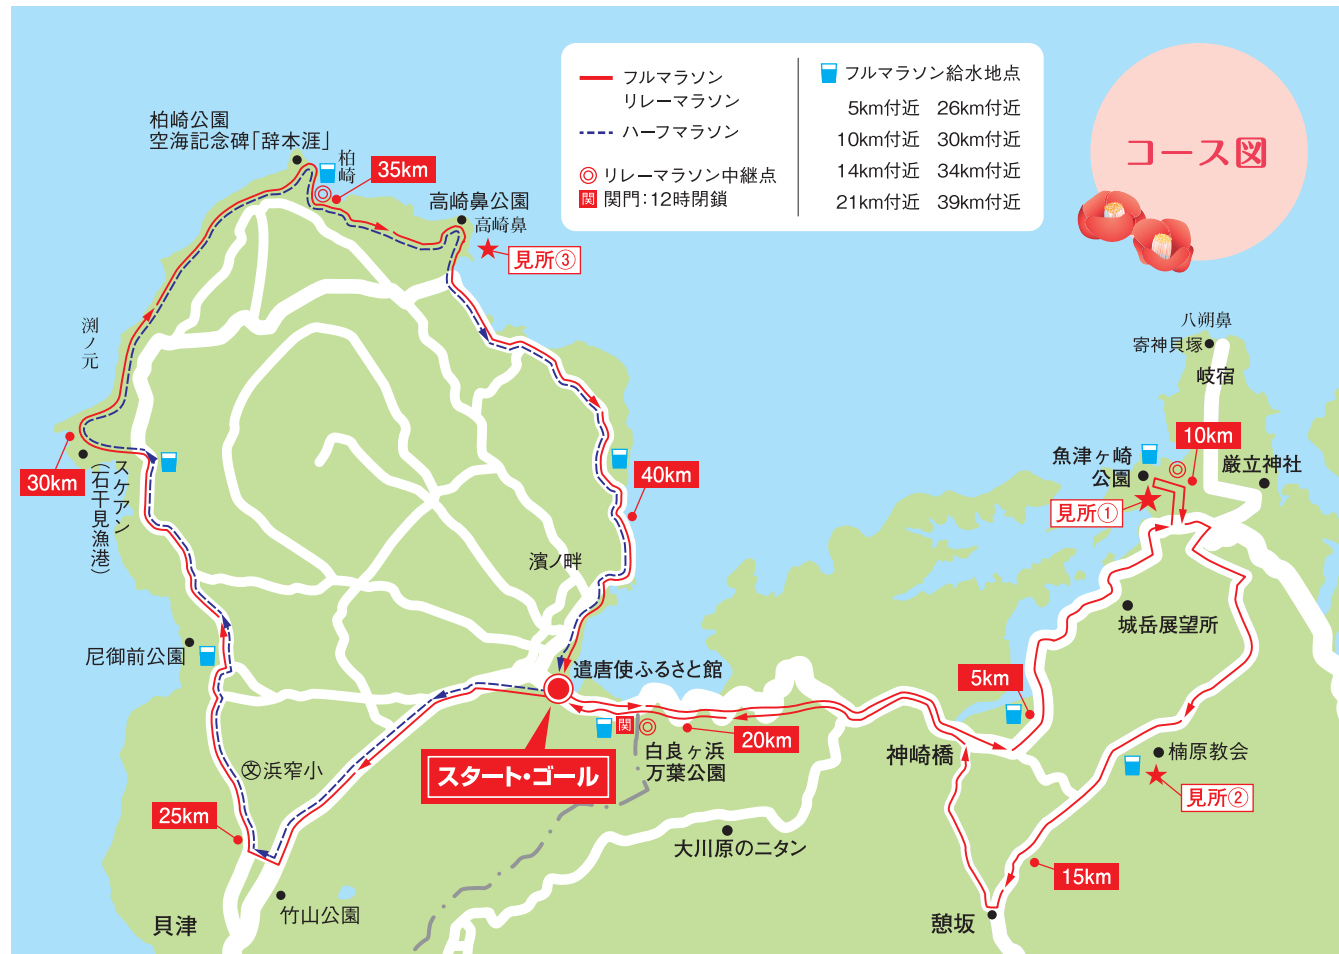 フルマラソン
リレーマラソン
ハーフマラソン
リレーマラソン中継点
関 関門:12時閉鎖
フルマラソン給水地点
5km付近 26km付近
10km付近 30km付近
14km付近 34km付近
21km付近 39km付近
コース図
柏崎公園
空海記念碑「辞本涯」
柏崎
35km
高崎鼻公園
高崎鼻
見所③
渕ノ元
30km
スケアン
(石干見漁港)
40km
濱ノ畔
尼御前公園
遣唐使ふるさと館
関
20km
白良ヶ浜
万葉公園
スタート・ゴール
文浜窄小
25km
竹山公園
貝津
大川原のニタン
八朔鼻
寄神貝塚
岐宿
10km
魚津ヶ崎
公園
厳立神社
見所①
城岳展望所
5km
神崎橋
楠原教会
見所②
15km
憩坂